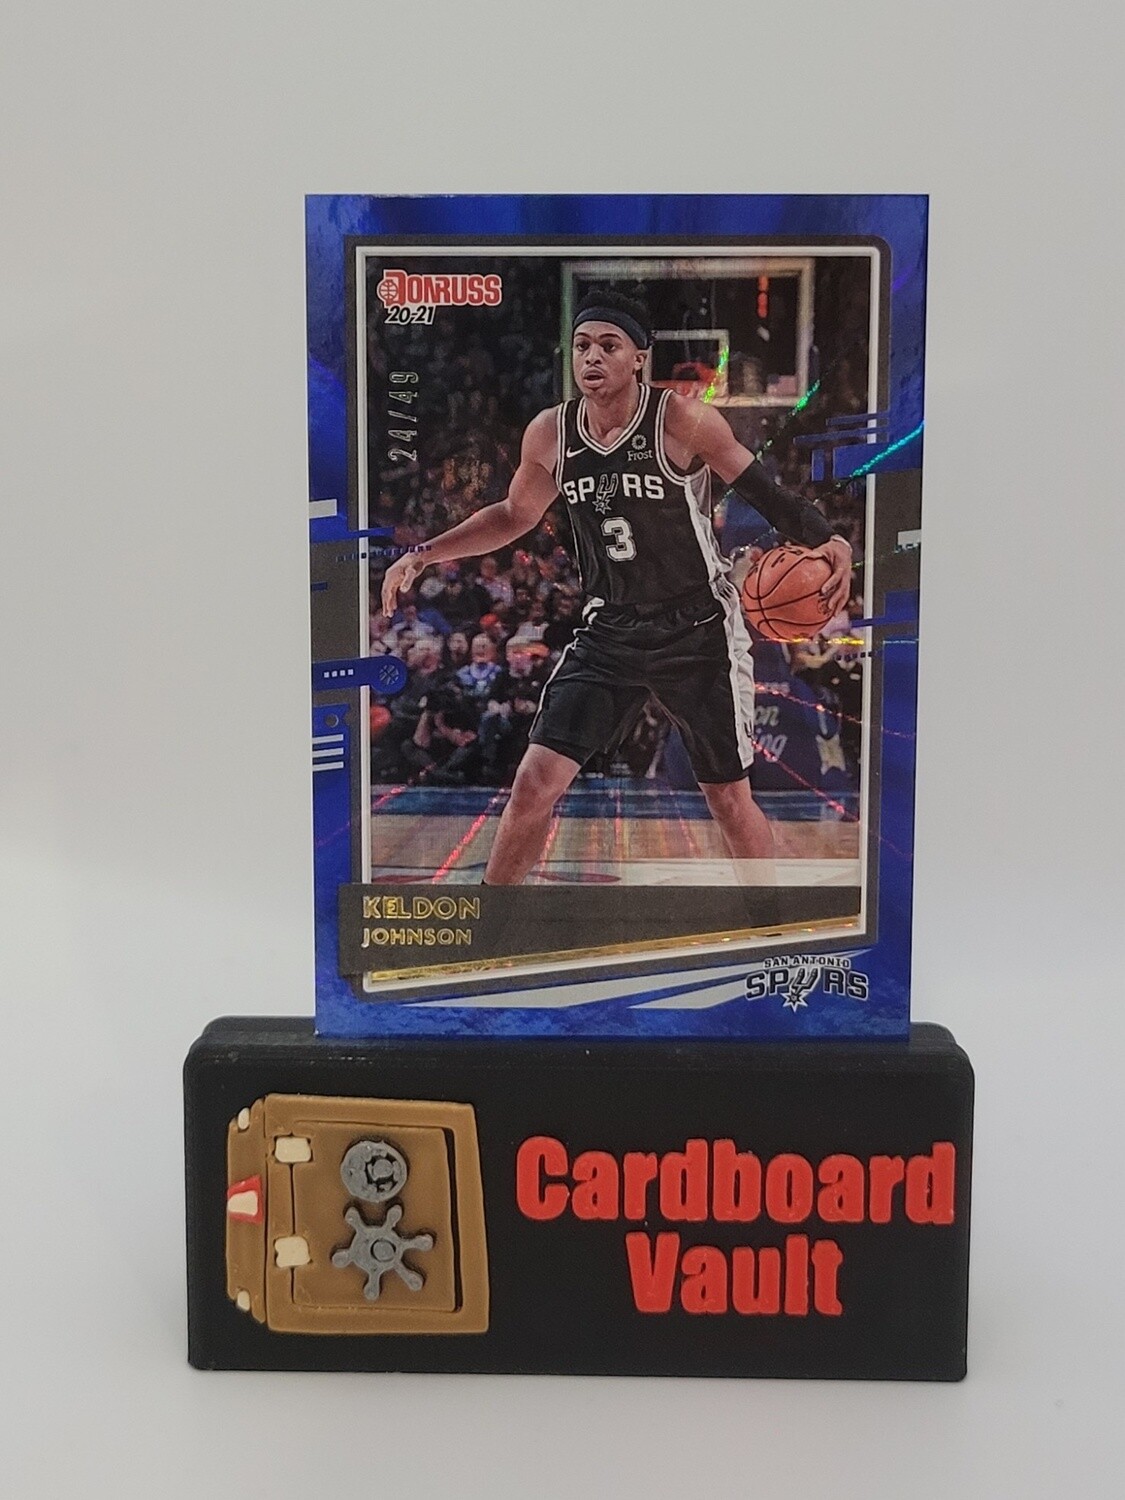 DONRUSS
20-21
24/49
Frost
SPURS
3
KELDON
JOHNSON
SAN ANTONIO
SPURS
Cardboard
Vault